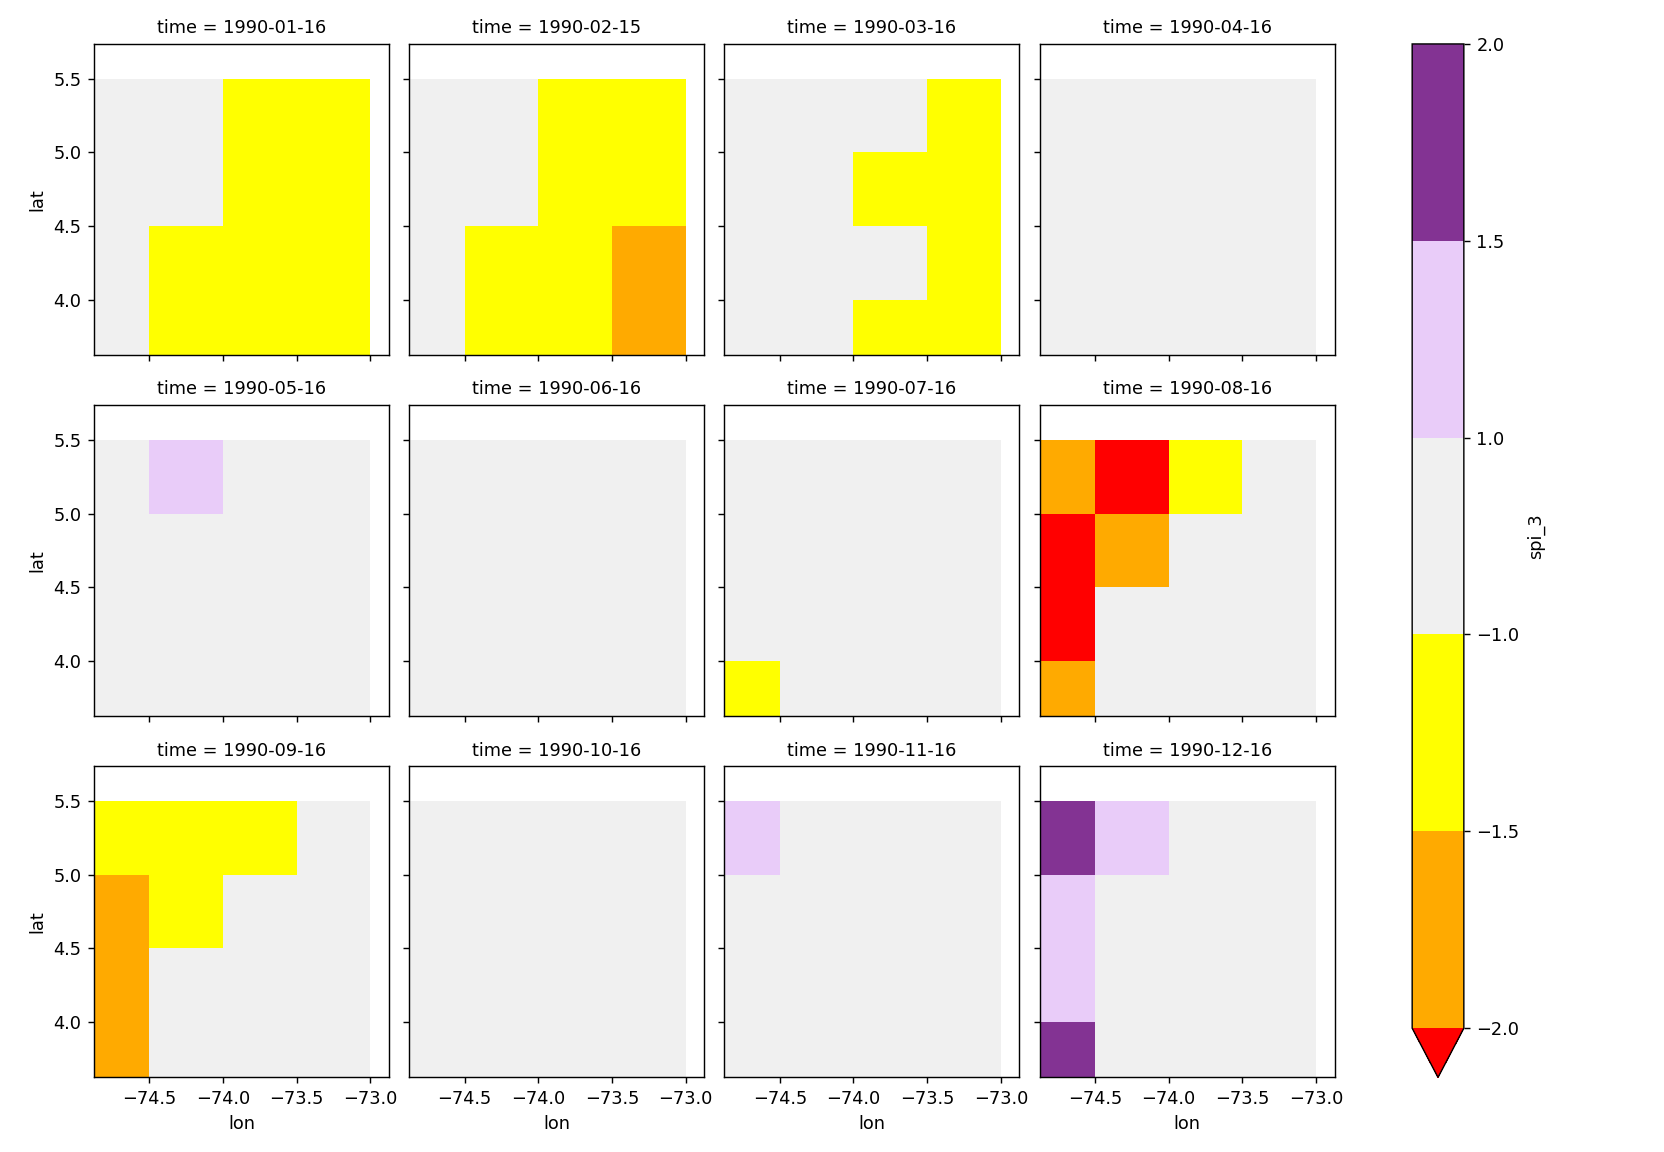 time = 1990-01-16
time = 1990-02-15
time = 1990-03-16
time = 1990-04-16
5.5
5.0
4.5
4.0
lat
time = 1990-05-16
time = 1990-06-16
time = 1990-07-16
time = 1990-08-16
5.5
5.0
4.5
4.0
lat
time = 1990-09-16
time = 1990-10-16
time = 1990-11-16
time = 1990-12-16
5.5
5.0
4.5
4.0
lat
−74.5 −74.0 −73.5 −73.0
lon
−74.5 −74.0 −73.5 −73.0
lon
−74.5 −74.0 −73.5 −73.0
lon
−74.5 −74.0 −73.5 −73.0
lon
2.0
1.5
1.0
−1.0
−1.5
−2.0
spi_3